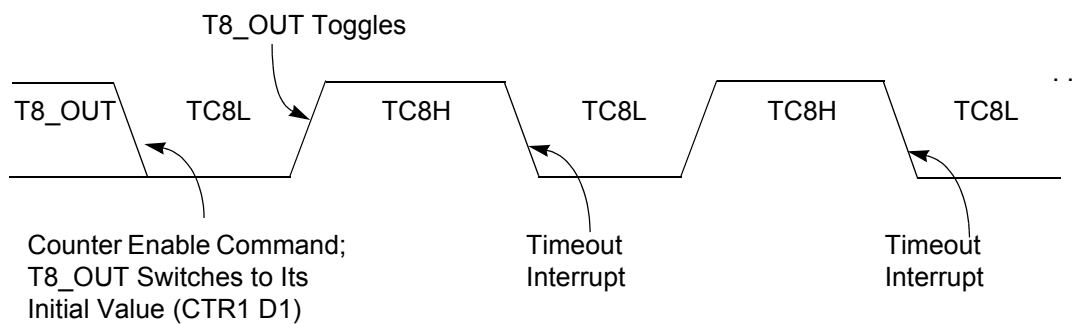 T8_OUT Toggles
. .
T8_OUT
TC8L
TC8H
TC8L
TC8H
TC8L
Counter Enable Command;
T8_OUT Switches to Its
Initial Value (CTR1 D1)
Timeout
Interrupt
Timeout
Interrupt